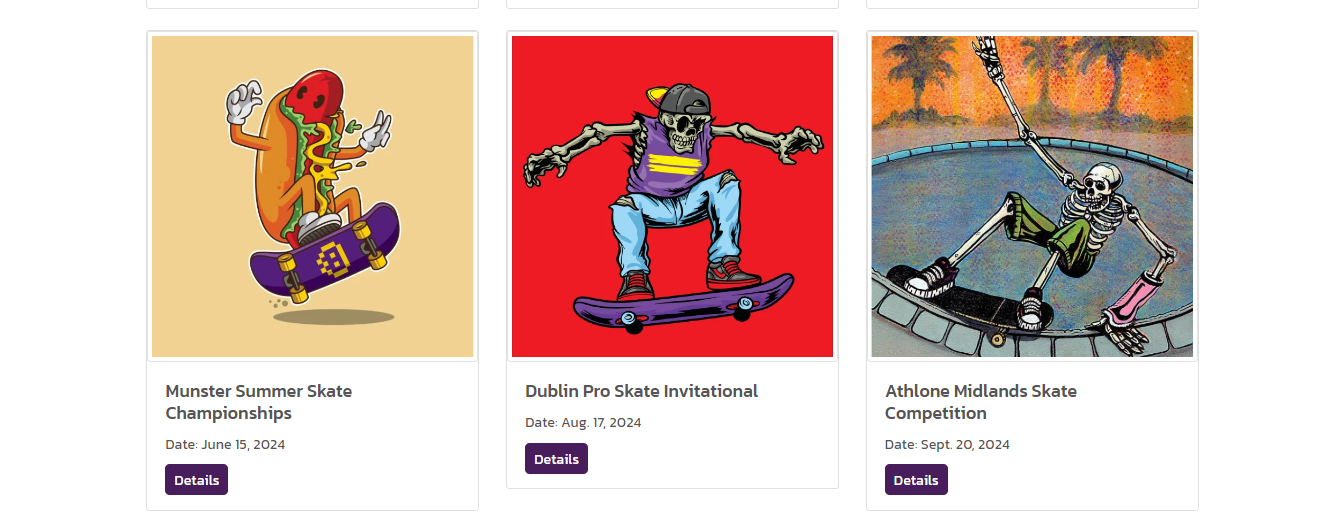 Munster Summer Skate
Championships
Date: June 15, 2024
Details
Dublin Pro Skate Invitational
Date: Aug. 17, 2024
Details
Athlone Midlands Skate
Competition
Date: Sept. 20, 2024
Details